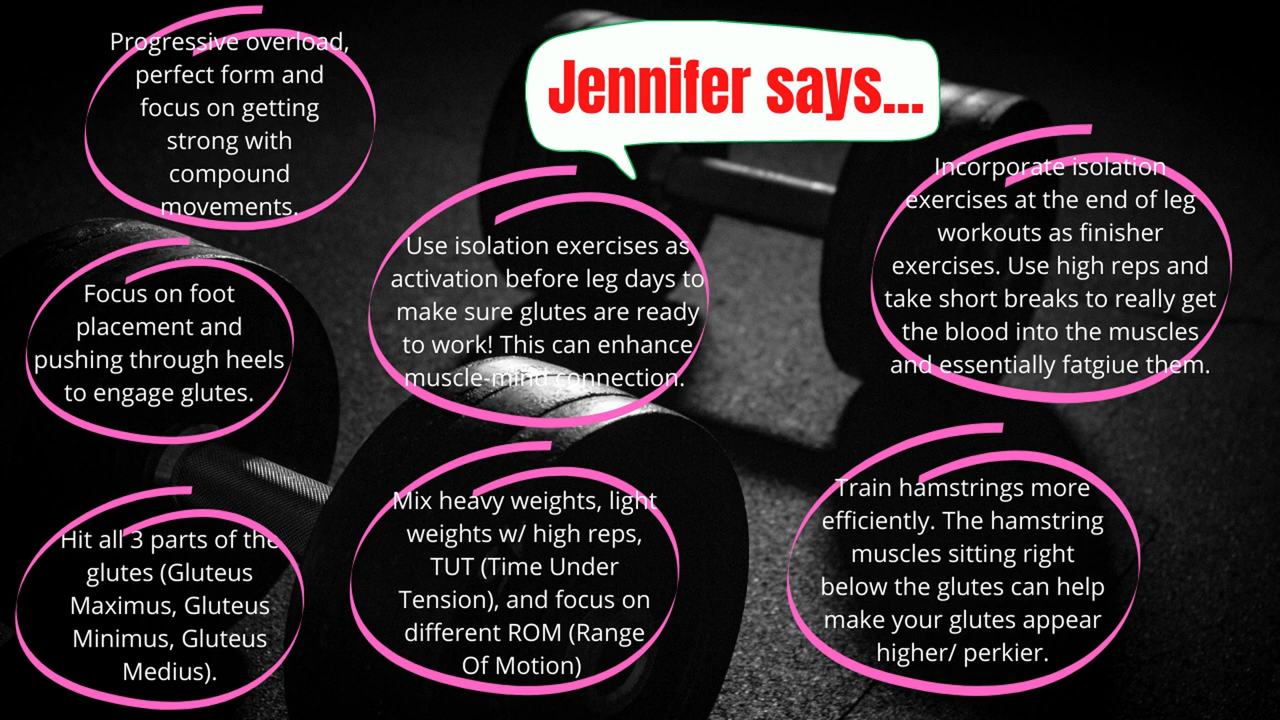 Jennifer says...
Progressive overload,
perfect form and
focus on getting
strong with
compound
movements.
Focus on foot
placement and
pushing through heels
to engage glutes.
Hit all 3 parts of the
glutes (Gluteus
Maximus, Gluteus
Minimus, Gluteus
Medius).
Use isolation exercises as
activation before leg days to
make sure glutes are ready
to work! This can enhance
muscle-mind connection.
Mix heavy weights, light
weights w/ high reps,
TUT (Time Under
Tension), and focus on
different ROM (Range
Of Motion)
Incorporate isolation
exercises at the end of leg
workouts as finisher
exercises. Use high reps and
take short breaks to really get
the blood into the muscles
and essentially fatgiue them.
Train hamstrings more
efficiently. The hamstring
muscles sitting right
below the glutes can help
make your glutes appear
higher/ perkier.